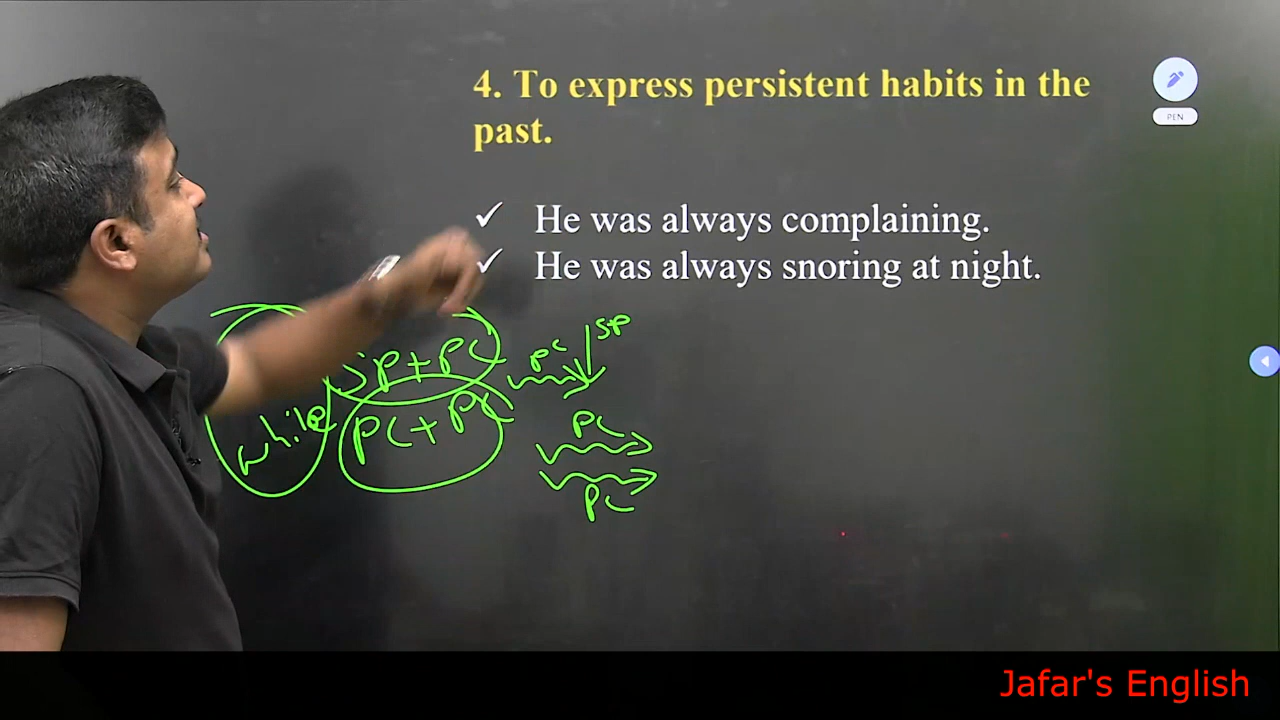 4. To express persistent habits in the
past.
PEN
✓ He was always complaining.
✓ He was always snoring at night.
SP + PC
PC
SP
while
PC + PC
PC
PC
Jafar's English